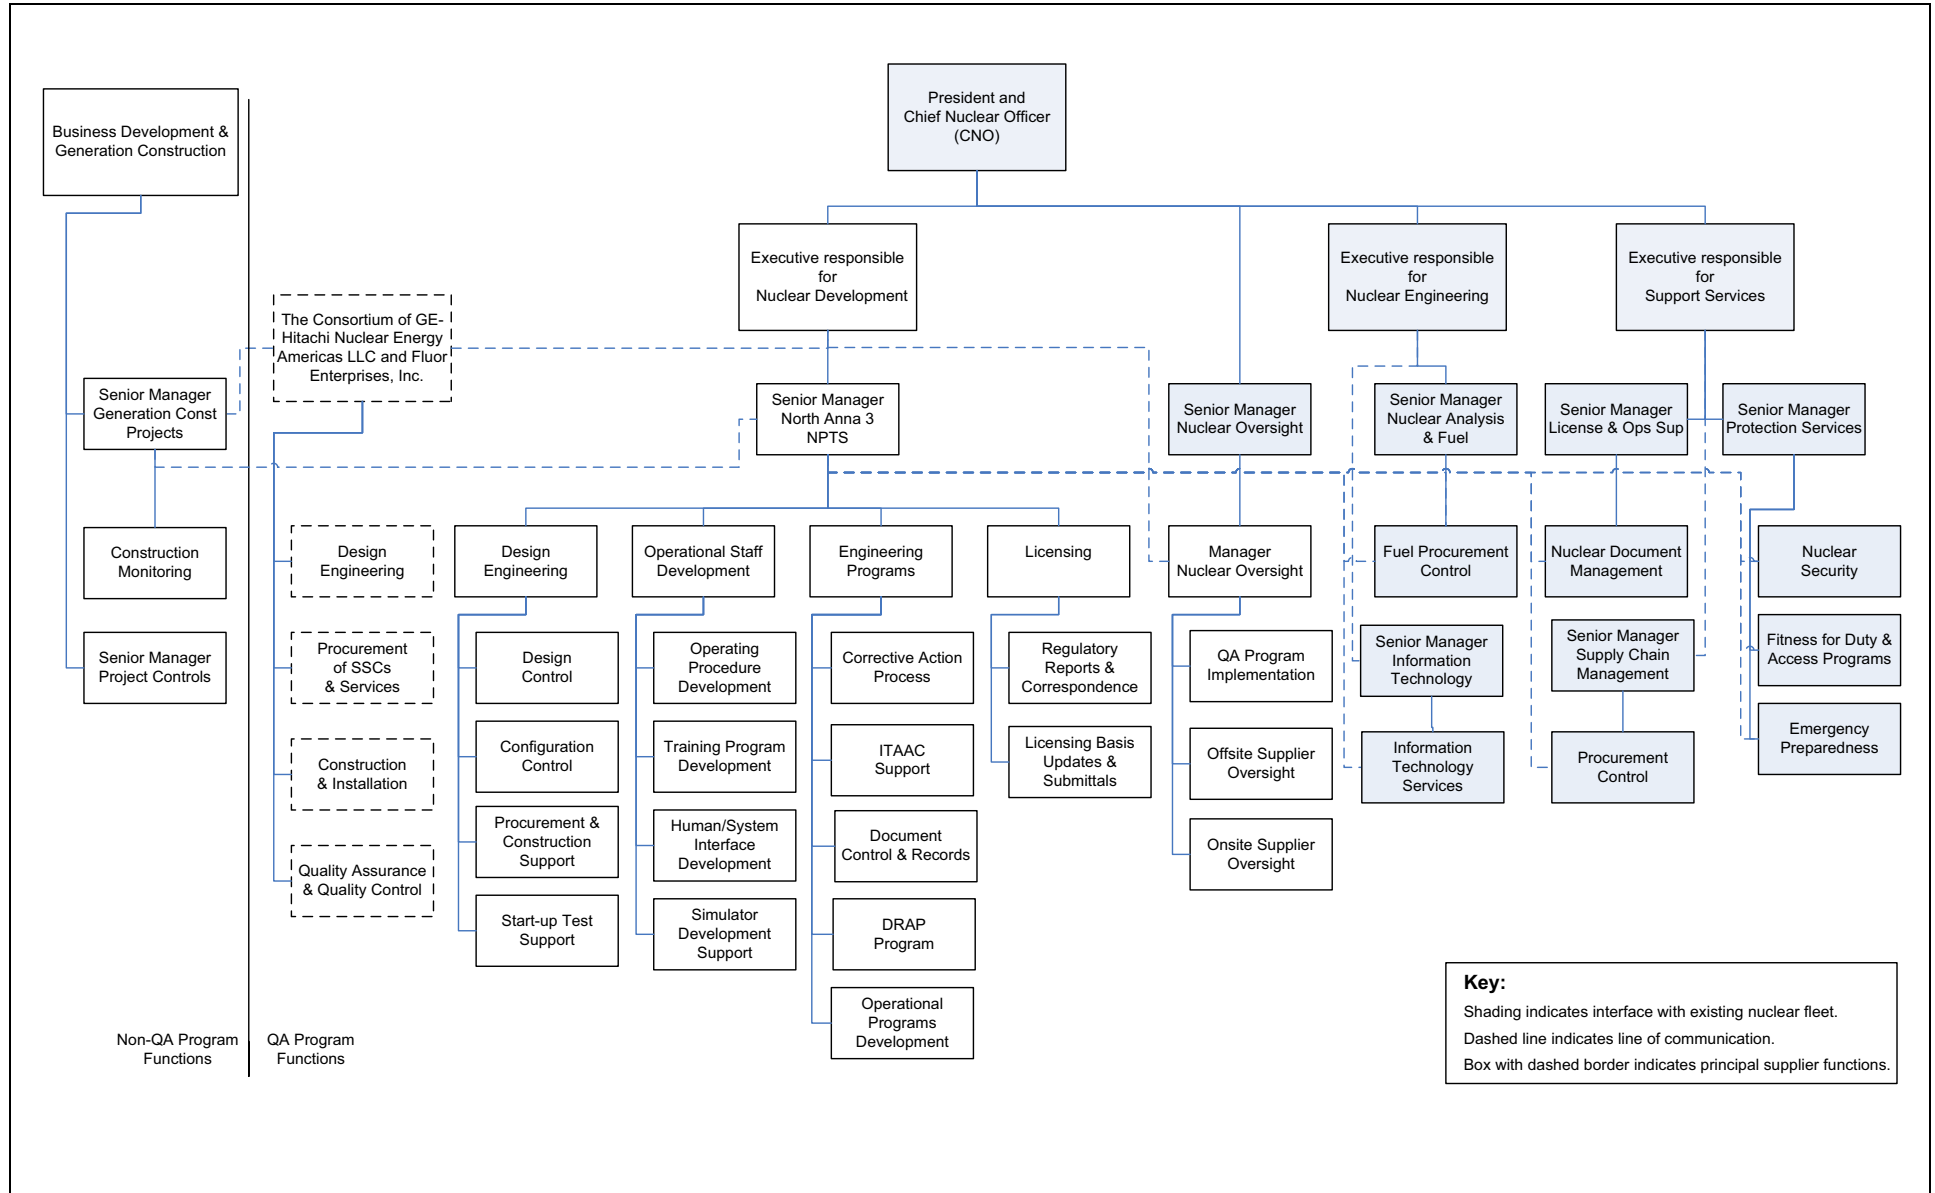 President and
Chief Nuclear Officer
(CNO)
Business Development &
Generation Construction
Executive responsible
for
Nuclear Development
Executive responsible
for
Nuclear Engineering
Executive responsible
for
Support Services
The Consortium of GE-
Hitachi Nuclear Energy
Americas LLC and Fluor
Enterprises, Inc.
Senior Manager
Generation Const
Projects
Senior Manager
North Anna 3
NPTS
Senior Manager
Nuclear Oversight
Senior Manager
Nuclear Analysis
& Fuel
Senior Manager
License & Ops Sup
Senior Manager
Protection Services
Construction
Monitoring
Design
Engineering
Design
Engineering
Operational Staff
Development
Engineering
Programs
Licensing
Manager
Nuclear Oversight
Fuel Procurement
Control
Nuclear Document
Management
Nuclear
Security
Senior Manager
Project Controls
Procurement
of SSCs
& Services
Design
Control
Operating
Procedure
Development
Corrective Action
Process
Regulatory
Reports &
Correspondence
QA Program
Implementation
Senior Manager
Information
Technology
Senior Manager
Supply Chain
Management
Fitness for Duty &
Access Programs
Construction
& Installation
Configuration
Control
Training Program
Development
ITAAC
Support
Licensing Basis
Updates &
Submittals
Offsite Supplier
Oversight
Information
Technology
Services
Procurement
Control
Emergency
Preparedness
Quality Assurance
& Quality Control
Procurement &
Construction
Support
Human/System
Interface
Development
Document
Control & Records
Onsite Supplier
Oversight
Start-up Test
Support
Simulator
Development
Support
DRAP
Program
Operational
Programs
Development
Non-QA Program
Functions
QA Program
Functions
Key:
Shading indicates interface with existing nuclear fleet.
Dashed line indicates line of communication.
Box with dashed border indicates principal supplier functions.